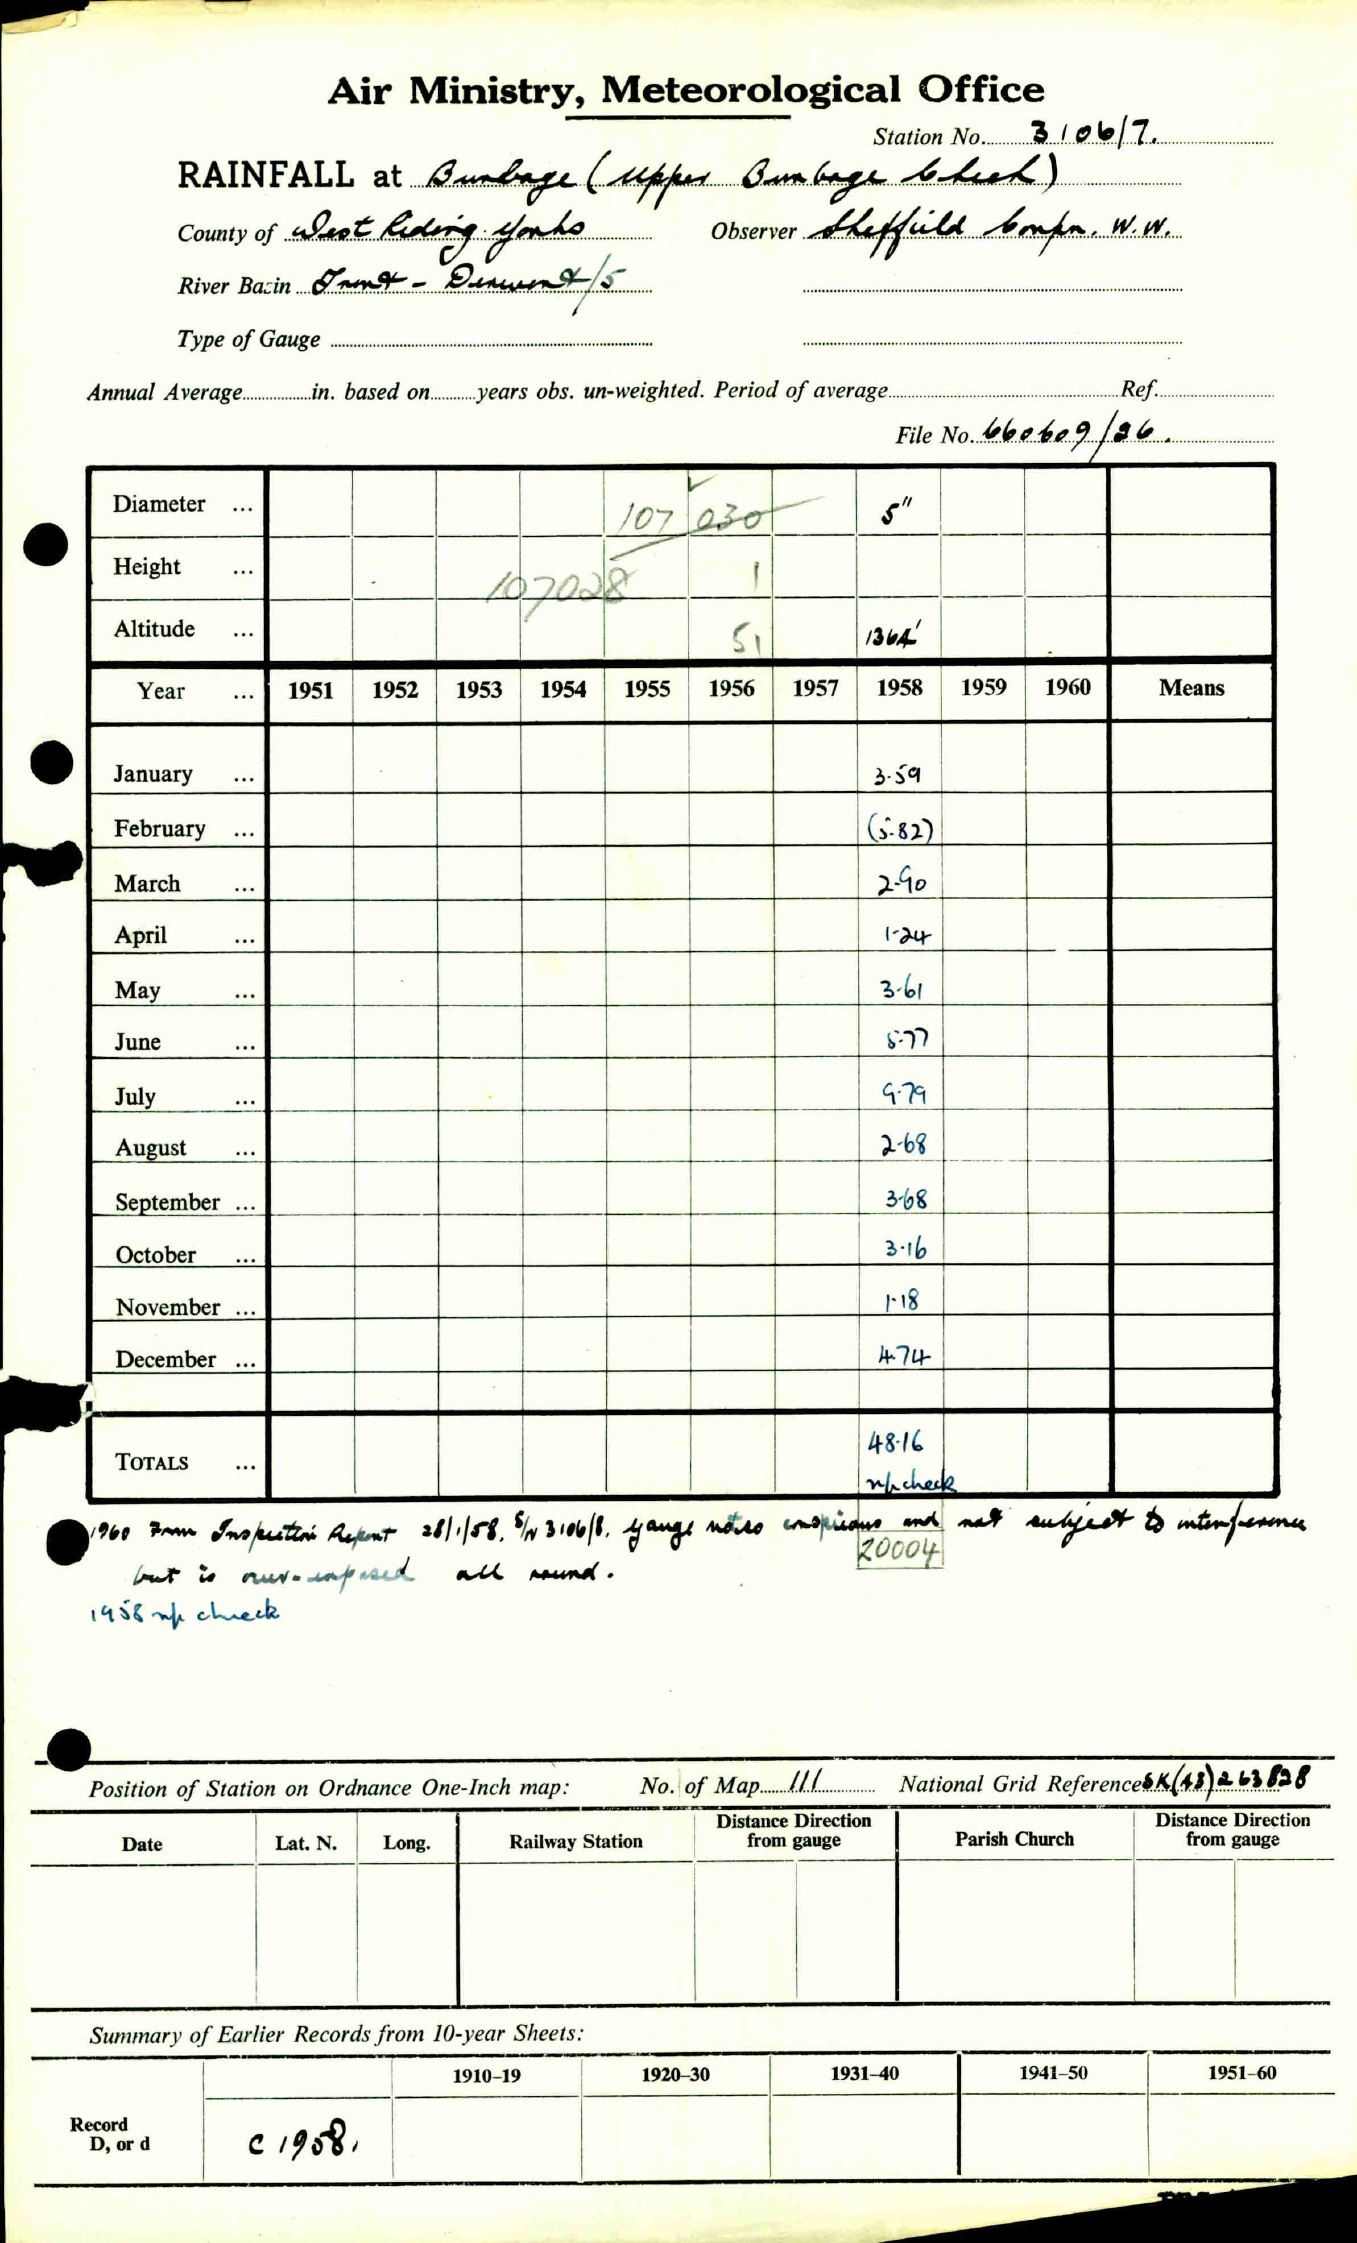 Air Ministry, Meteorological Office
Station No. 3106/7.
RAINFALL at Burbage (Upper Burbage Check)
County of West Riding Yorks Observer Sheffield Corpn. W.W.
River Basin Trent - Derwent/5
Type of Gauge
Annual Average in. based on years obs. un-weighted. Period of average Ref.
File No. 660609/26.
Diameter ... 107 030 5"
Height ... 107028 1
Altitude ... 51 1364'
Year ... 1951 1952 1953 1954 1955 1956 1957 1958 1959 1960 Means
January ... 3.59
February ... (5.82)
March ... 2.90
April ... 1.24
May ... 3.61
June ... 5.77
July ... 9.79
August ... 2.68
September ... 3.68
October ... 3.16
November ... 1.18
December ... 4.74
TOTALS ... 48.16
np check
1960 From Inspection Report 28/1/58. S/N 3106/8. Gauge not so conspicuous and not subject to interference
20004
but is over-exposed all round.
1958 np check
Position of Station on Ordnance One-Inch map: No. of Map 111 National Grid Reference SK(43)263828
Date Lat. N. Long. Railway Station Distance Direction from gauge Parish Church Distance Direction from gauge
Summary of Earlier Records from 10-year Sheets:
1910–19 1920–30 1931–40 1941–50 1951–60
Record
D, or d C 1958.